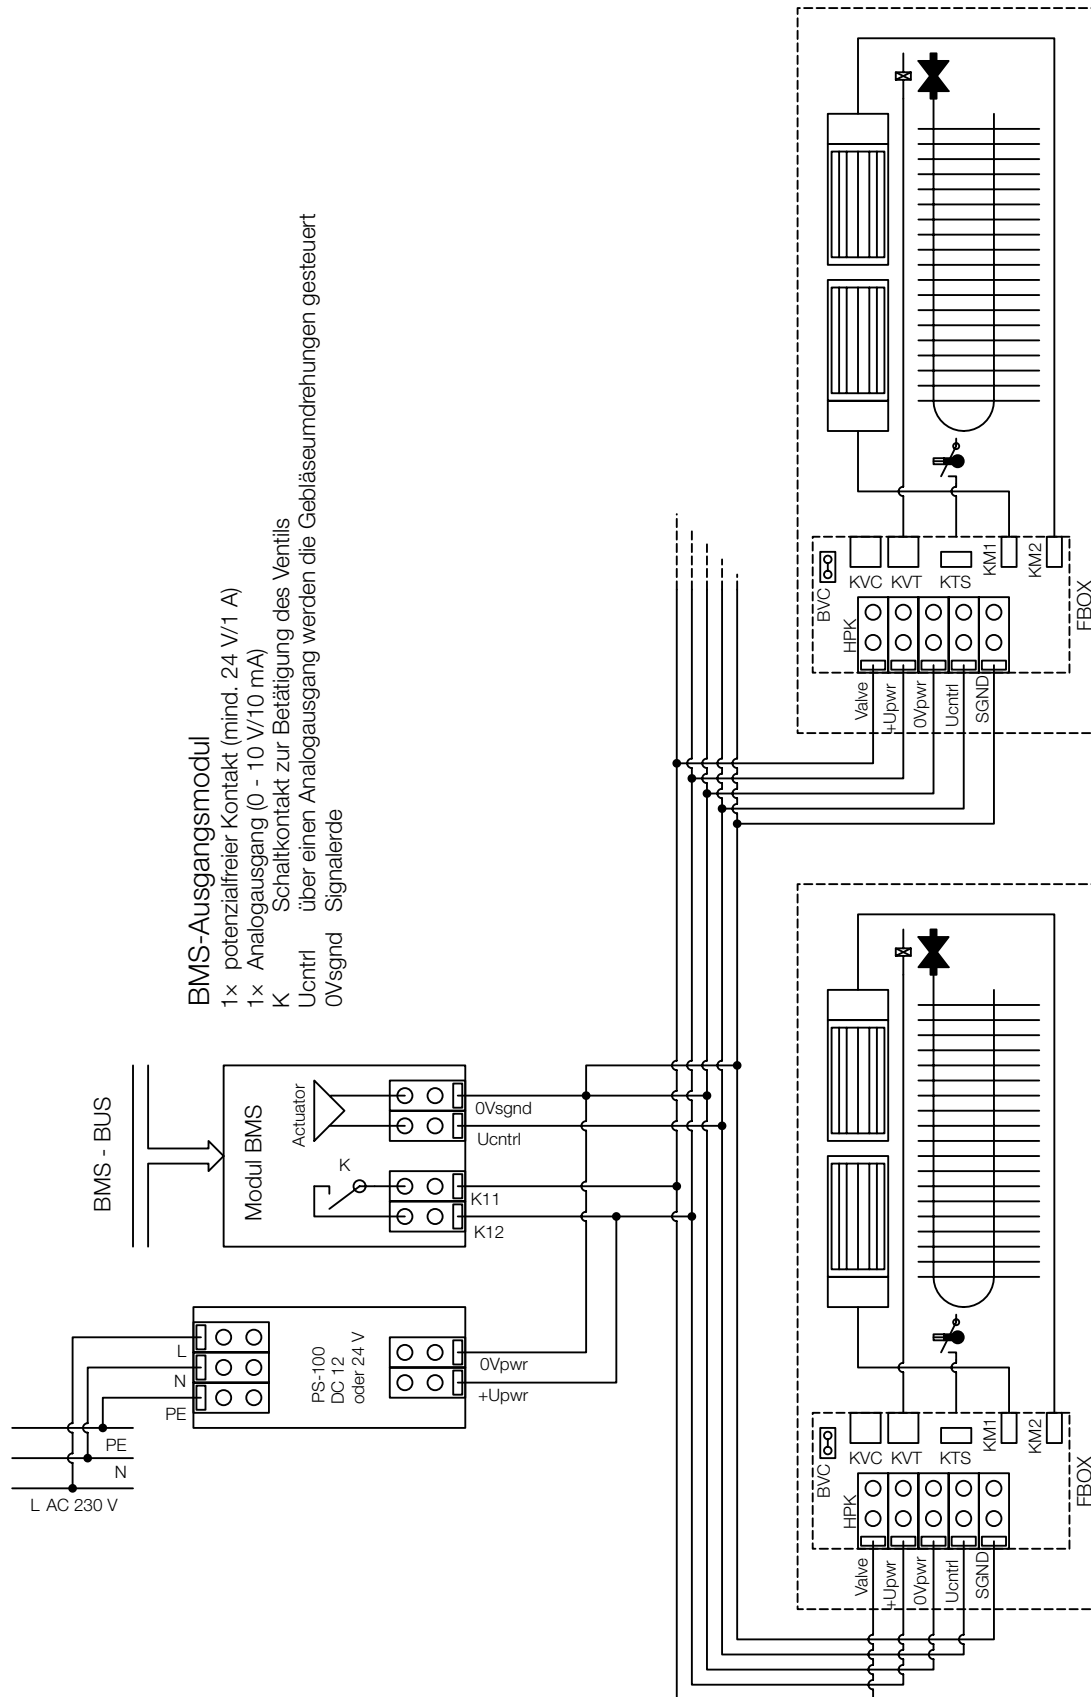 BMS-Ausgangsmodul
1× potenzialfreier Kontakt (mind. 24 V/1 A)
1× Analogausgang (0 - 10 V/10 mA)
K Schaltkontakt zur Betätigung des Ventils
Ucntrl über einen Analogausgang werden die Gebläseumdrehungen gesteuert
0Vsgnd Signalerde
BMS - BUS
Modul BMS
Actuator
K
0Vsgnd
Ucntrl
K11
K12
PS-100
DC 12
oder 24 V
L
N
PE
0Vpwr
+Upwr
PE
N
L AC 230 V
BVC
KVC
KVT
KTS
KM1
KM2
HPK
FBOX
Valve
+Upwr
0Vpwr
Ucntrl
SGND
BVC
KVC
KVT
KTS
KM1
KM2
HPK
FBOX
Valve
+Upwr
0Vpwr
Ucntrl
SGND